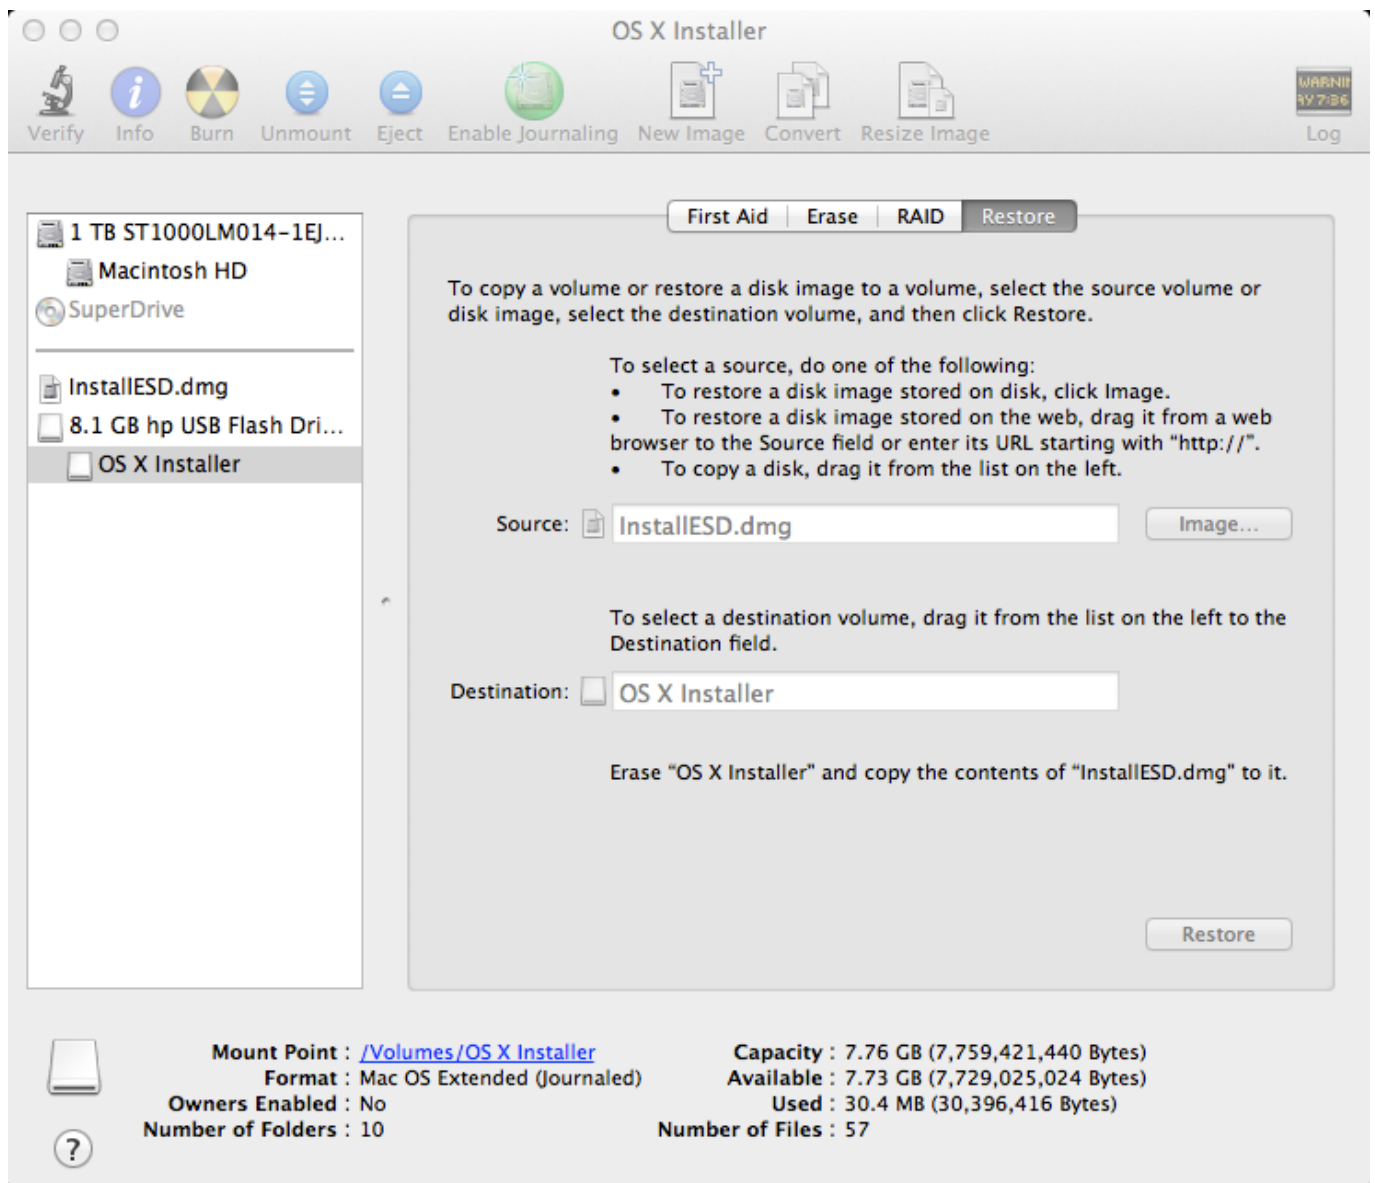 OS X Installer
Verify Info Burn Unmount Eject Enable Journaling New Image Convert Resize Image Log
WARNIN
AY 7:36
1 TB ST1000LM014-1EJ...
Macintosh HD
SuperDrive
InstallESD.dmg
8.1 GB hp USB Flash Dri...
OS X Installer
First Aid Erase RAID Restore
To copy a volume or restore a disk image to a volume, select the source volume or
disk image, select the destination volume, and then click Restore.
To select a source, do one of the following:
• To restore a disk image stored on disk, click Image.
• To restore a disk image stored on the web, drag it from a web
browser to the Source field or enter its URL starting with “http://”.
• To copy a disk, drag it from the list on the left.
Source: InstallESD.dmg Image...
To select a destination volume, drag it from the list on the left to the
Destination field.
Destination: OS X Installer
Erase “OS X Installer” and copy the contents of “InstallESD.dmg” to it.
Restore
Mount Point : /Volumes/OS X Installer
Format : Mac OS Extended (Journaled)
Owners Enabled : No
Number of Folders : 10
Capacity : 7.76 GB (7,759,421,440 Bytes)
Available : 7.73 GB (7,729,025,024 Bytes)
Used : 30.4 MB (30,396,416 Bytes)
Number of Files : 57
?